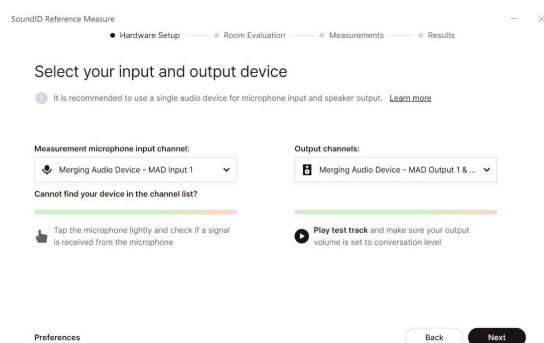 SoundID Reference Measure
Hardware Setup Room Evaluation Measurements Results
Select your input and output device
It is recommended to use a single audio device for microphone input and speaker output. Learn more
Measurement microphone input channel:
Merging Audio Device - MAD Input 1
Cannot find your device in the channel list?
Tap the microphone lightly and check if a signal
is received from the microphone
Output channels:
Merging Audio Device - MAD Output 1 & ...
Play test track and make sure your output
volume is set to conversation level
Preferences
Back
Next